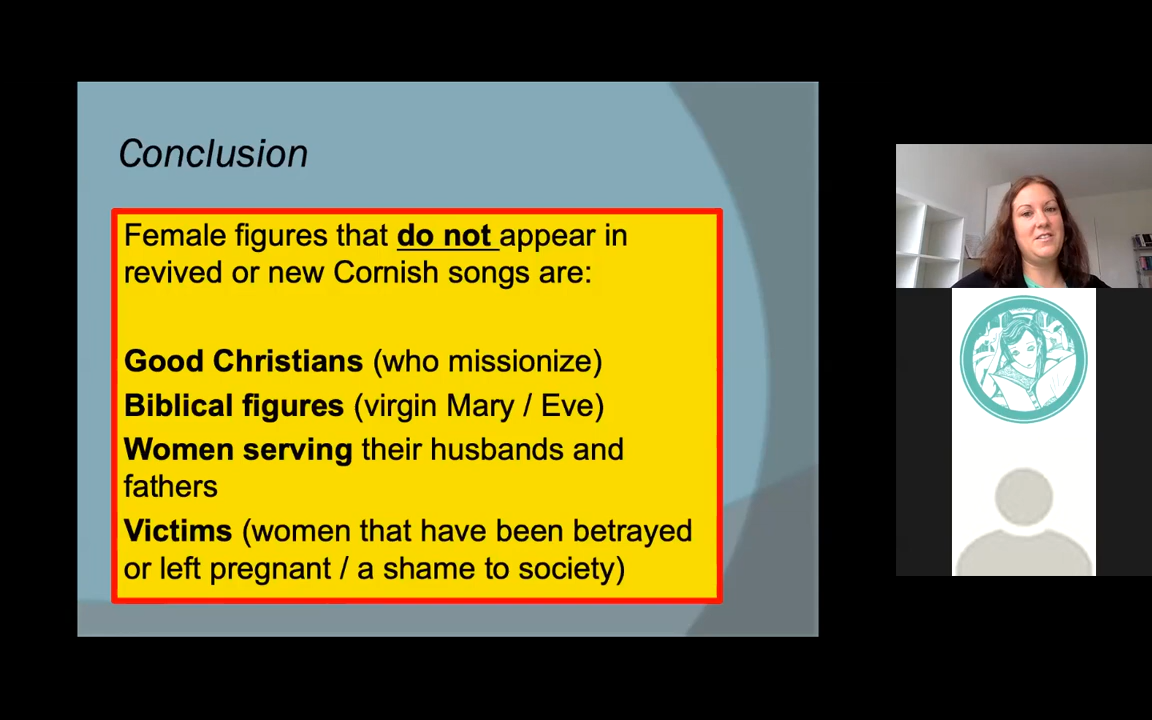 Conclusion
Female figures that do not appear in
revived or new Cornish songs are:
Good Christians (who missionize)
Biblical figures (virgin Mary / Eve)
Women serving their husbands and
fathers
Victims (women that have been betrayed
or left pregnant / a shame to society)